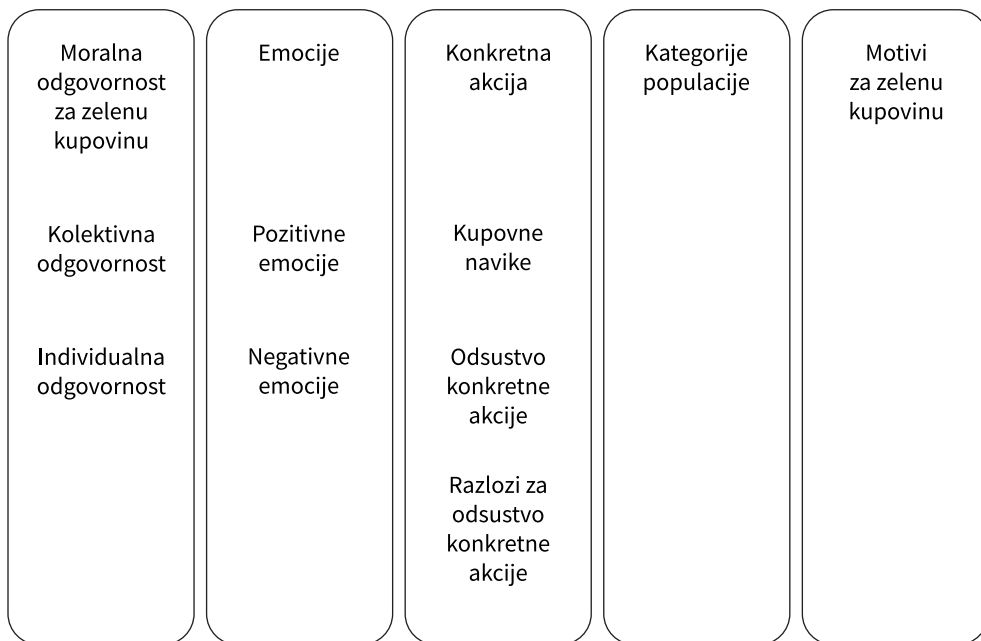 Moralna
odgovornost
za zelenu
kupovinu
Kolektivna
odgovornost
Individualna
odgovornost
Emocije
Pozitivne
emocije
Negativne
emocije
Konkretna
akcija
Kupovne
navike
Odsustvo
konkretne
akcije
Razlozi za
odsustvo
konkretne
akcije
Kategorije
populacije
Motivi
za zelenu
kupovinu